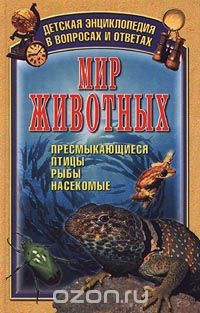 ДЕТСКАЯ ЭНЦИКЛОПЕДИЯ
В ВОПРОСАХ И ОТВЕТАХ
МИР
ЖИВОТНЫХ
ПРЕСМЫКАЮЩИЕСЯ
ПТИЦЫ
РЫБЫ
НАСЕКОМЫЕ
ozon.ru